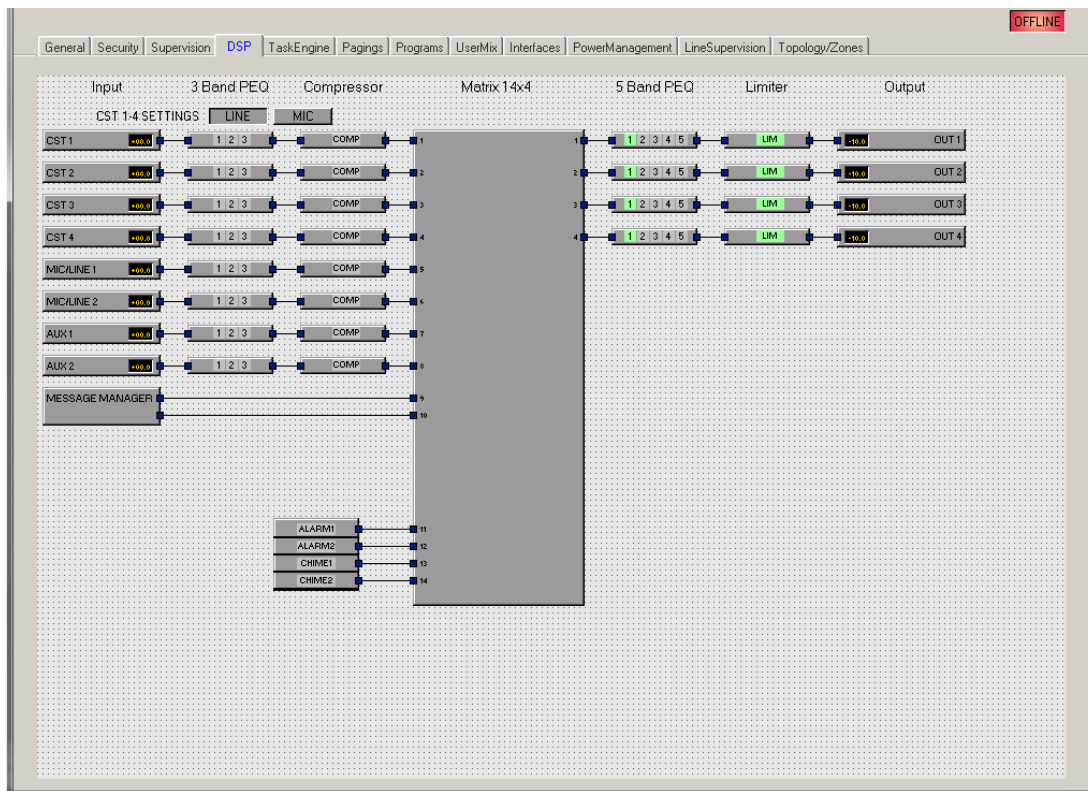 OFFLINE
General Security Supervision DSP TaskEngine Pagings Programs UserMix Interfaces PowerManagement LineSupervision Topology/Zones
Input 3 Band PEQ Compressor Matrix 14x4 5 Band PEQ Limiter Output
CST 1-4 SETTINGS LINE MIC
CST 1 +00.0 1 2 3 COMP 1 1 1 2 3 4 5 LIM -10.0 OUT 1
CST 2 +00.0 1 2 3 COMP 2 2 1 2 3 4 5 LIM -10.0 OUT 2
CST 3 +00.0 1 2 3 COMP 3 3 1 2 3 4 5 LIM -10.0 OUT 3
CST 4 +00.0 1 2 3 COMP 4 4 1 2 3 4 5 LIM -10.0 OUT 4
MIC/LINE 1 +00.0 1 2 3 COMP 5
MIC/LINE 2 +00.0 1 2 3 COMP 6
AUX 1 +00.0 1 2 3 COMP 7
AUX 2 +00.0 1 2 3 COMP 8
MESSAGE MANAGER 9
10
ALARM1 11
ALARM2 12
CHIME1 13
CHIME2 14